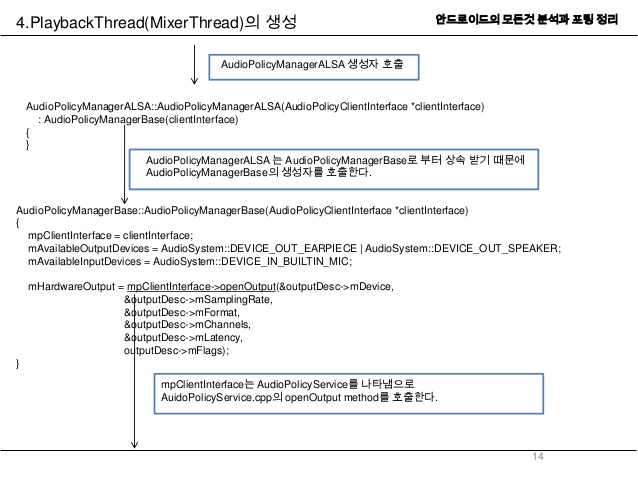 4.PlaybackThread(MixerThread)의 생성
안드로이드의 모든것 분석과 포팅 정리
AudioPolicyManagerALSA 생성자 호출
AudioPolicyManagerALSA::AudioPolicyManagerALSA(AudioPolicyClientInterface *clientInterface)
: AudioPolicyManagerBase(clientInterface)
{
}
AudioPolicyManagerALSA 는 AudioPolicyManagerBase로 부터 상속 받기 때문에
AudioPolicyManagerBase의 생성자를 호출한다.
AudioPolicyManagerBase::AudioPolicyManagerBase(AudioPolicyClientInterface *clientInterface)
{
mpClientInterface = clientInterface;
mAvailableOutputDevices = AudioSystem::DEVICE_OUT_EARPIECE | AudioSystem::DEVICE_OUT_SPEAKER;
mAvailableInputDevices = AudioSystem::DEVICE_IN_BUILTIN_MIC;
mHardwareOutput = mpClientInterface->openOutput(&outputDesc->mDevice,
&outputDesc->mSamplingRate,
&outputDesc->mFormat,
&outputDesc->mChannels,
&outputDesc->mLatency,
outputDesc->mFlags);
}
mpClientInterface는 AudioPolicyService를 나타냄으로
AuidoPolicyService.cpp의 openOutput method를 호출한다.
14